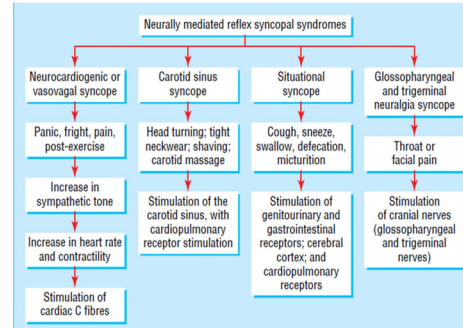 Neurally mediated reflex syncopal syndromes
Neurocardiogenic or
vasovagal syncope
Panic, fright, pain,
post-exercise
Increase in
sympathetic tone
Increase in heart rate
and contractility
Stimulation of
cardiac C fibres
Carotid sinus
syncope
Head turning; tight
neckwear; shaving;
carotid massage
Stimulation of the
carotid sinus, with
cardiopulmonary
receptor stimulation
Situational
syncope
Cough, sneeze,
swallow, defecation,
micturition
Stimulation of
genitourinary and
gastrointestinal
receptors; cerebral
cortex; and
cardiopulmonary
receptors
Glossopharyngeal
and trigeminal
neuralgia syncope
Throat or
facial pain
Stimulation
of cranial nerves
(glossopharyngeal
and trigeminal
nerves)